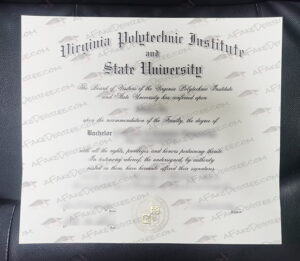 Virginia Polytechnic Institute
and
State University
The Board of Visitors of the Virginia Polytechnic Institute
and State University has conferred upon
upon the recommendation of the Faculty, the degree of
Bachelor
with all the rights, privileges and honors pertaining thereto
In testimony whereof, the undersigned, by authority
vested in them, have hereunto affixed their signatures
AFakeDegree.com